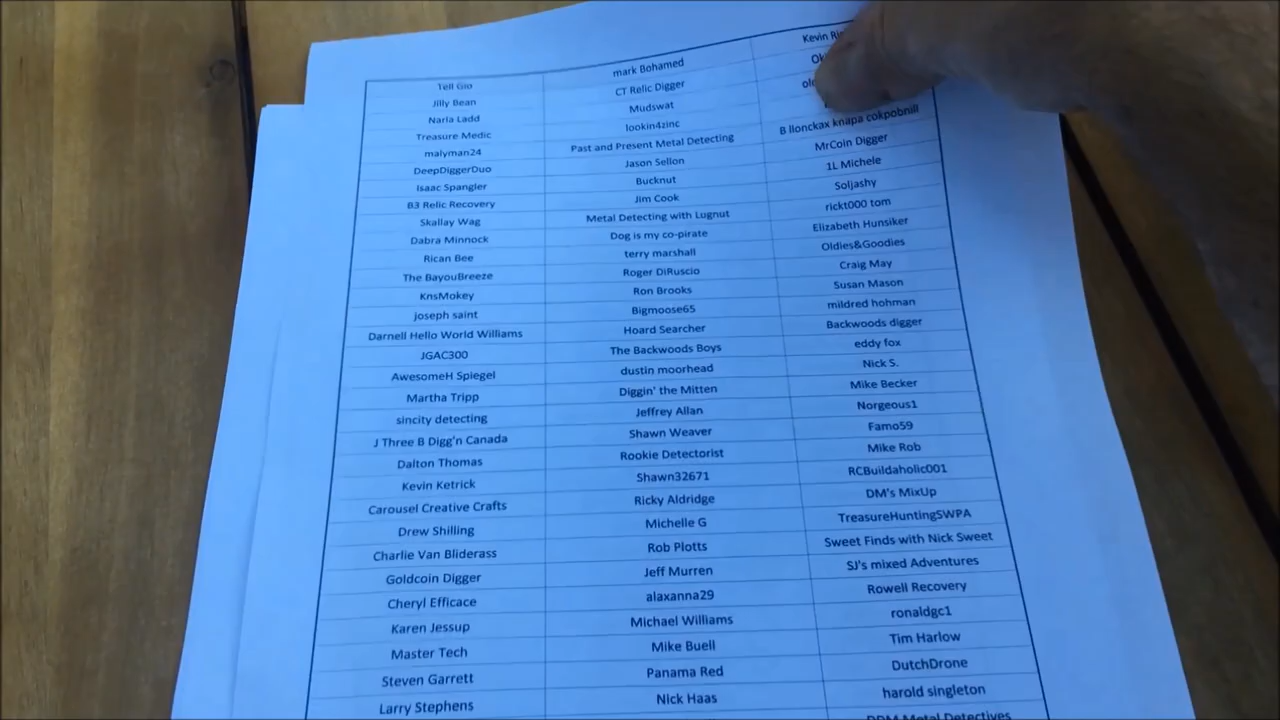 Tell Gio
Jilly Bean
Narla Ladd
Treasure Medic
malyman24
DeepDiggerDuo
Isaac Spangler
B3 Relic Recovery
Skallay Wag
Dabra Minnock
Rican Bee
The BayouBreeze
KnsMokey
joseph saint
Darnell Hello World Williams
JGAC300
AwesomeH Spiegel
Martha Tripp
sincity detecting
J Three B Digg'n Canada
Dalton Thomas
Kevin Ketrick
Carousel Creative Crafts
Drew Shilling
Charlie Van Bliderass
Goldcoin Digger
Cheryl Efficace
Karen Jessup
Master Tech
Steven Garrett
Larry Stephens
mark Bohamed
CT Relic Digger
Mudswat
lookin4zinc
Past and Present Metal Detecting
Jason Sellon
Bucknut
Jim Cook
Metal Detecting with Lugnut
Dog is my co-pirate
terry marshall
Roger DiRuscio
Ron Brooks
Bigmoose65
Hoard Searcher
The Backwoods Boys
dustin moorhead
Diggin' the Mitten
Jeffrey Allan
Shawn Weaver
Rookie Detectorist
Shawn32671
Ricky Aldridge
Michelle G
Rob Plotts
Jeff Murren
alaxanna29
Michael Williams
Mike Buell
Panama Red
Nick Haas
Kevin
B llonckax knapa cokpobnill
MrCoin Digger
1L Michele
Soljashy
rickt000 tom
Elizabeth Hunsiker
Oldies&Goodies
Craig May
Susan Mason
mildred hohman
Backwoods digger
eddy fox
Nick S.
Mike Becker
Norgeous1
Famo59
Mike Rob
RCBuildaholic001
DM's MixUp
TreasureHuntingSWPA
Sweet Finds with Nick Sweet
SJ's mixed Adventures
Rowell Recovery
ronaldgc1
Tim Harlow
DutchDrone
harold singleton
DDM Metal Detectives